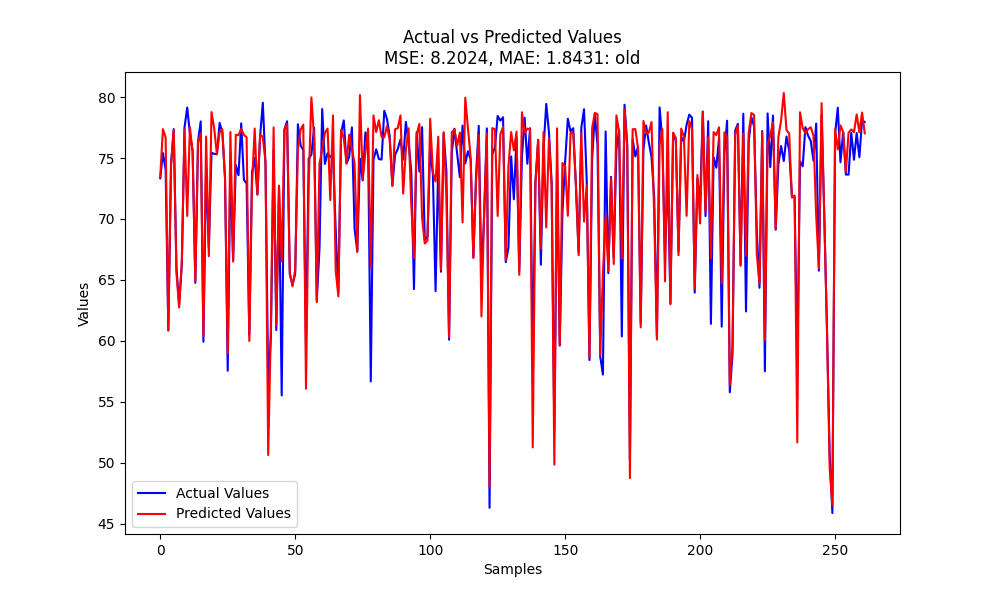 Actual vs Predicted Values
MSE: 8.2024, MAE: 1.8431: old
80
75
70
65
60
55
50
45
Values
Actual Values
Predicted Values
0 50 100 150 200 250
Samples